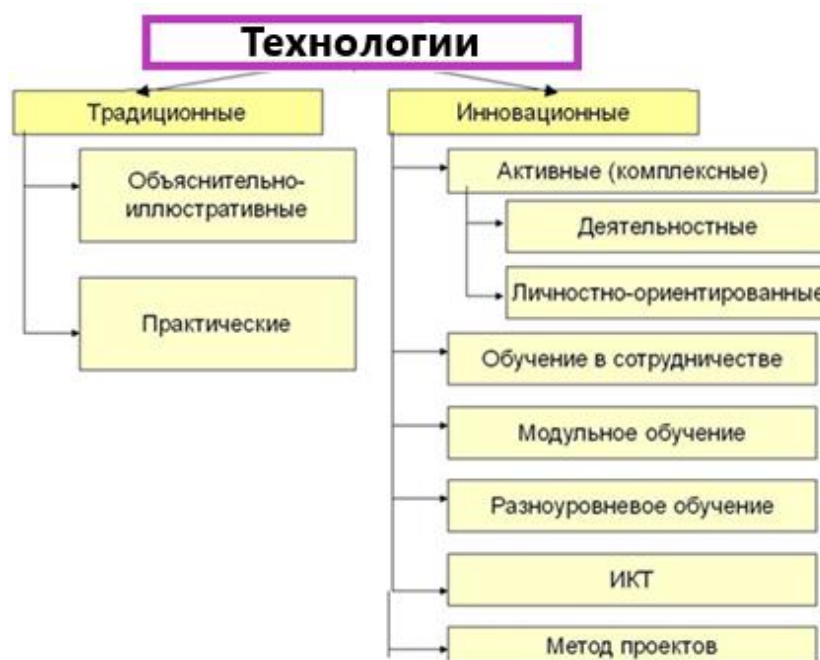 Технологии
Традиционные
Объяснительно-
иллюстративные
Практические
Инновационные
Активные (комплексные)
Деятельностные
Личностно-ориентированные
Обучение в сотрудничестве
Модульное обучение
Разноуровневое обучение
ИКТ
Метод проектов